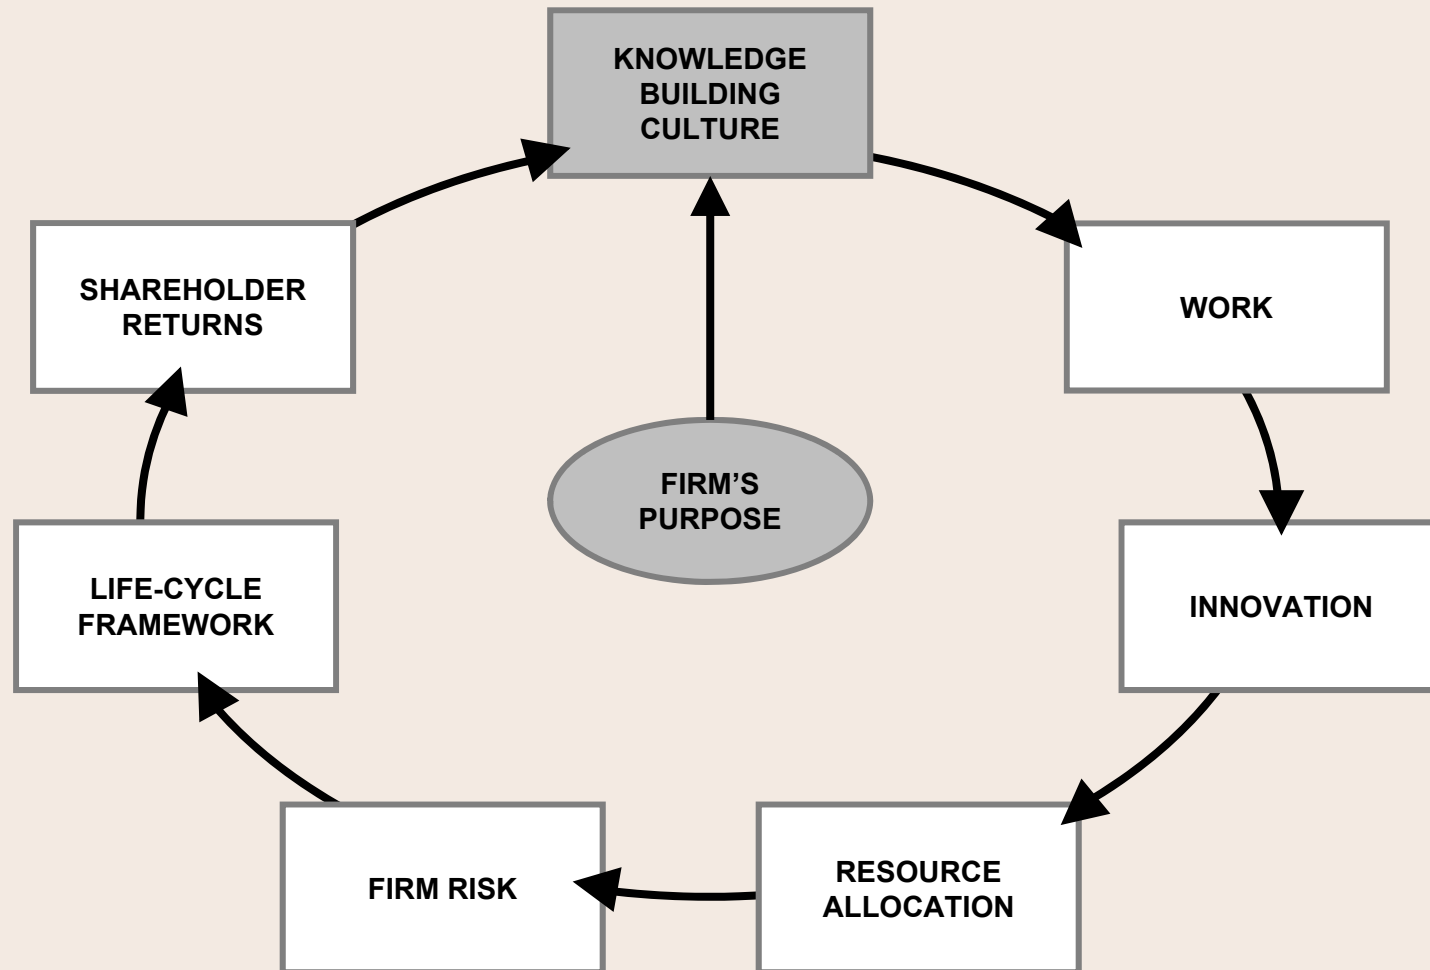 KNOWLEDGE
BUILDING
CULTURE
SHAREHOLDER
RETURNS
WORK
FIRM’S
PURPOSE
LIFE-CYCLE
FRAMEWORK
INNOVATION
FIRM RISK
RESOURCE
ALLOCATION